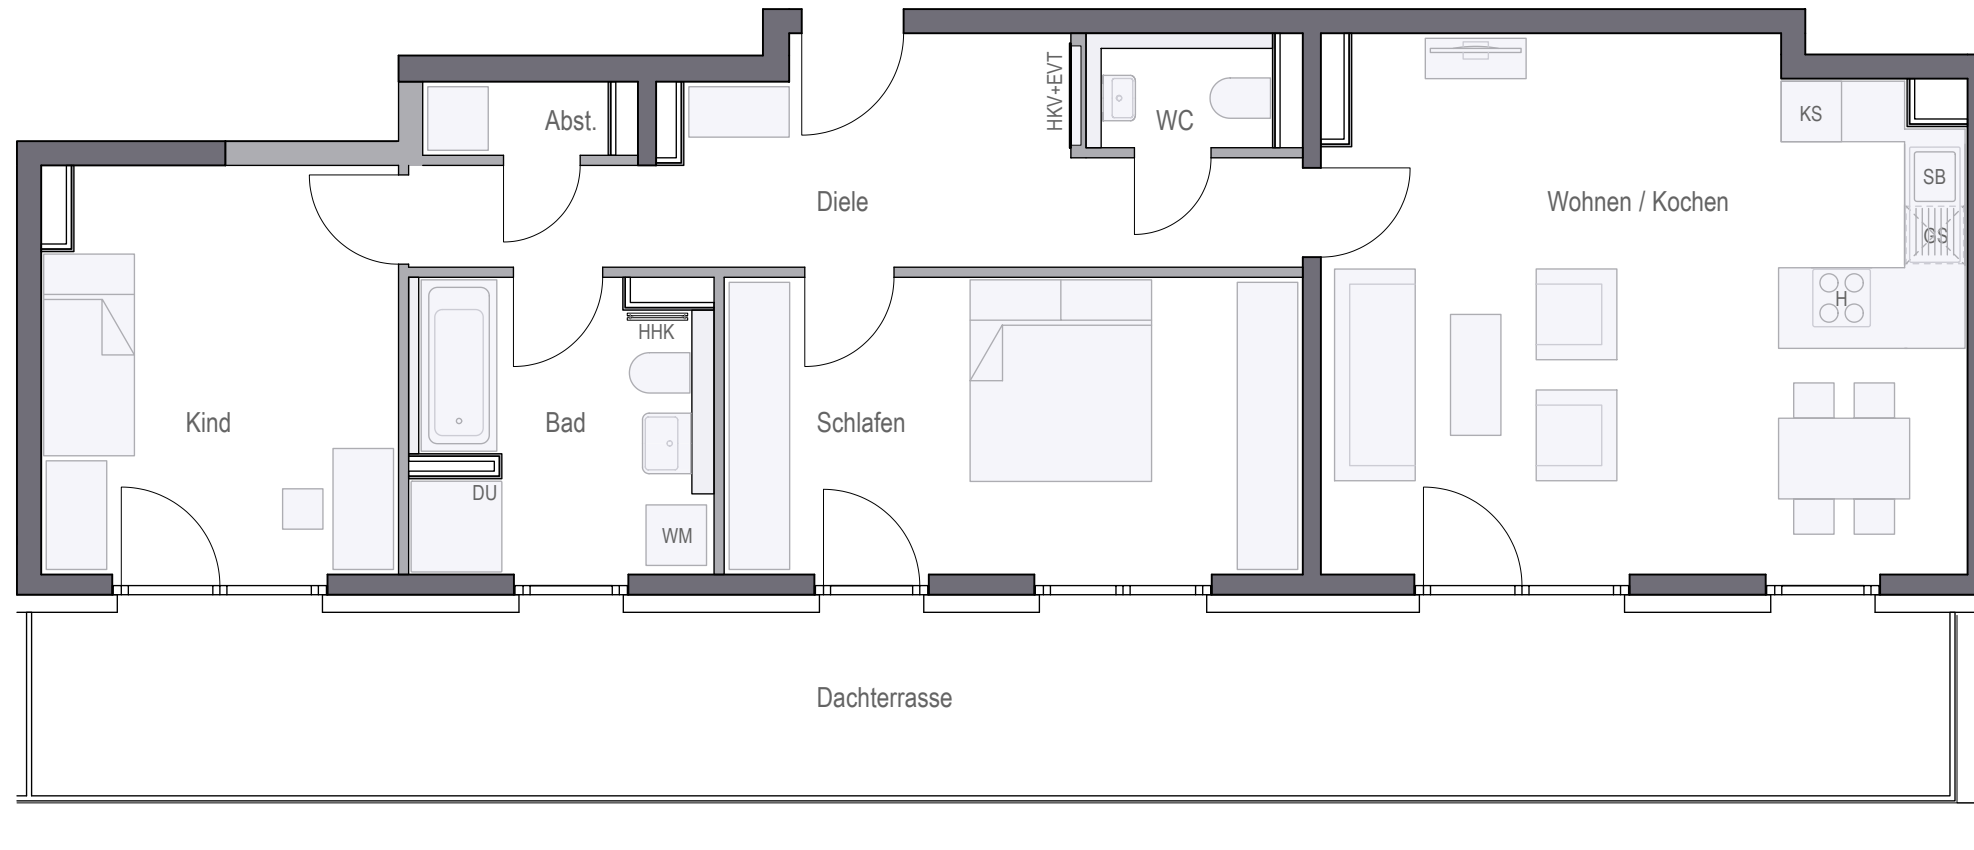 HKV+EVT
Abst.
WC
KS
SB
Diele
Wohnen / Kochen
GS
H
HHK
Kind
Bad
Schlafen
DU
WM
Dachterrasse